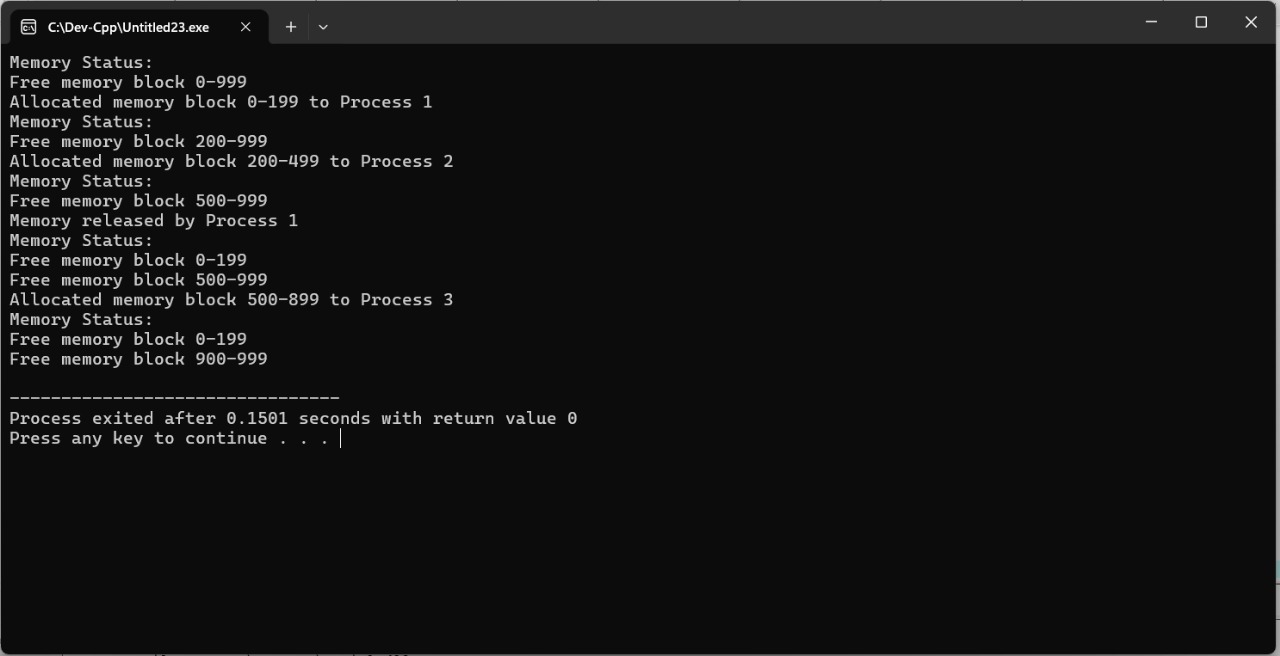 C:\Dev-Cpp\Untitled23.exe
Memory Status:
Free memory block 0-999
Allocated memory block 0-199 to Process 1
Memory Status:
Free memory block 200-999
Allocated memory block 200-499 to Process 2
Memory Status:
Free memory block 500-999
Memory released by Process 1
Memory Status:
Free memory block 0-199
Free memory block 500-999
Allocated memory block 500-899 to Process 3
Memory Status:
Free memory block 0-199
Free memory block 900-999
--------------------------------
Process exited after 0.1501 seconds with return value 0
Press any key to continue . . .